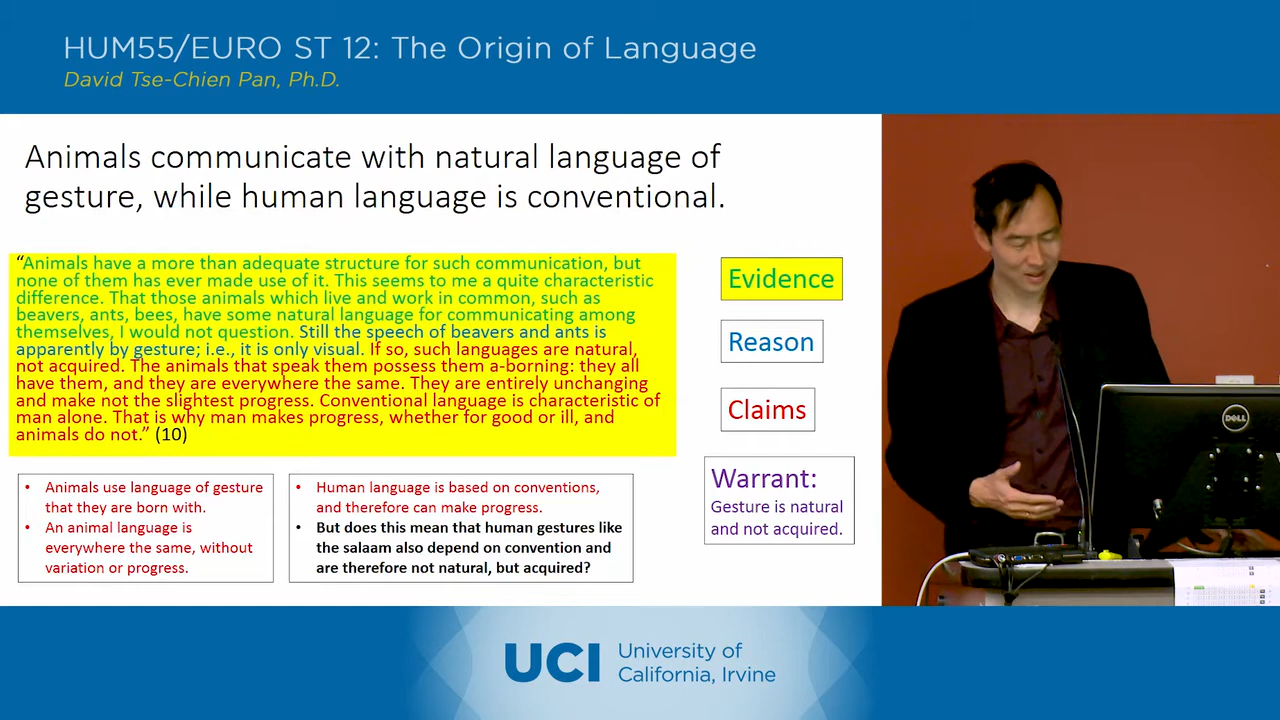 HUM55/EURO ST 12: The Origin of Language
David Tse-Chien Pan, Ph.D.
Animals communicate with natural language of
gesture, while human language is conventional.
“Animals have a more than adequate structure for such communication, but
none of them has ever made use of it. This seems to me a quite characteristic
difference. That those animals which live and work in common, such as
beavers, ants, bees, have some natural language for communicating among
themselves, I would not question. Still the speech of beavers and ants is
apparently by gesture; i.e., it is only visual. If so, such languages are natural,
not acquired. The animals that speak them possess them a-borning: they all
have them, and they are everywhere the same. They are entirely unchanging
and make not the slightest progress. Conventional language is characteristic of
man alone. That is why man makes progress, whether for good or ill, and
animals do not.” (10)
Evidence
Reason
Claims
Warrant:
Gesture is natural
and not acquired.
• Animals use language of gesture
that they are born with.
• An animal language is
everywhere the same, without
variation or progress.
• Human language is based on conventions,
and therefore can make progress.
• But does this mean that human gestures like
the salaam also depend on convention and
are therefore not natural, but acquired?
DELL
UCI University of
California, Irvine